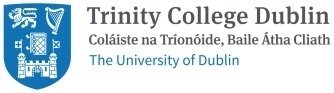 Trinity College Dublin
Coláiste na Tríonóide, Baile Átha Cliath
The University of Dublin